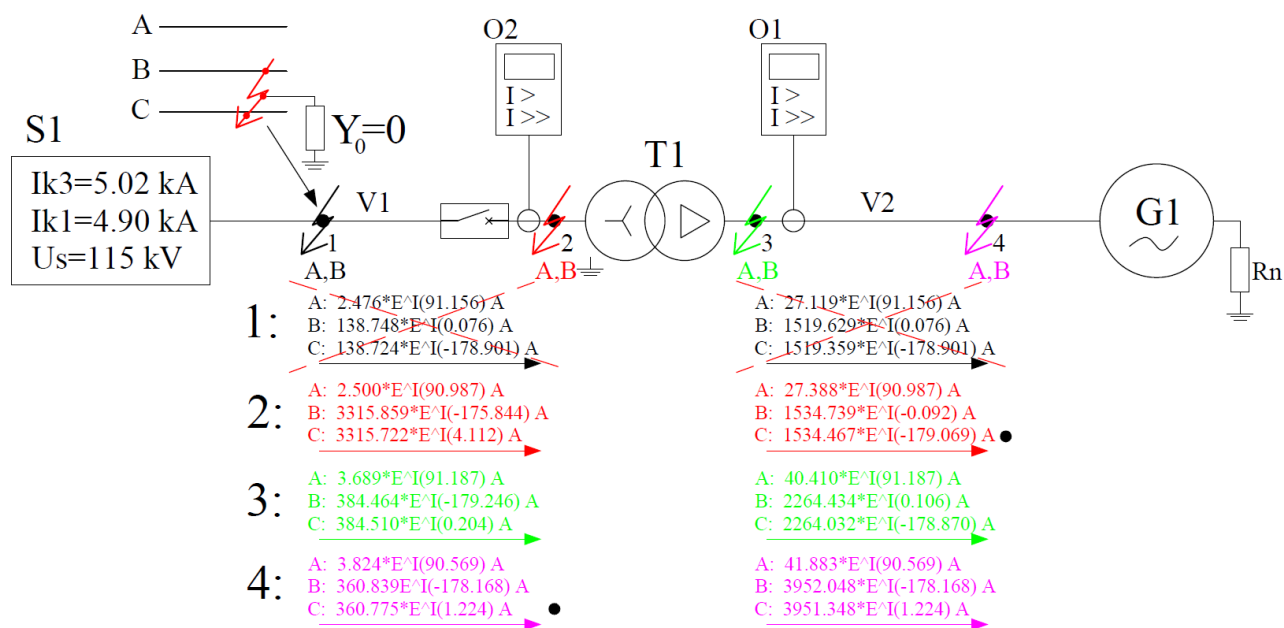 A
B
C
Y0=0
S1
Ik3=5.02 kA
Ik1=4.90 kA
Us=115 kV
O2
I >
I >>
O1
I >
I >>
T1
V1
V2
G1
Rn
1
A,B
2
A,B
3
A,B
4
A,B
1:
A: 2.476*E^I(91.156) A
B: 138.748*E^I(0.076) A
C: 138.724*E^I(-178.901) A
A: 27.119*E^I(91.156) A
B: 1519.629*E^I(0.076) A
C: 1519.359*E^I(-178.901) A
2:
A: 2.500*E^I(90.987) A
B: 3315.859*E^I(-175.844) A
C: 3315.722*E^I(4.112) A
A: 27.388*E^I(90.987) A
B: 1534.739*E^I(-0.092) A
C: 1534.467*E^I(-179.069) A
3:
A: 3.689*E^I(91.187) A
B: 384.464*E^I(-179.246) A
C: 384.510*E^I(0.204) A
A: 40.410*E^I(91.187) A
B: 2264.434*E^I(0.106) A
C: 2264.032*E^I(-178.870) A
4:
A: 3.824*E^I(90.569) A
B: 360.839E^I(-178.168) A
C: 360.775*E^I(1.224) A
A: 41.883*E^I(90.569) A
B: 3952.048*E^I(-178.168) A
C: 3951.348*E^I(1.224) A